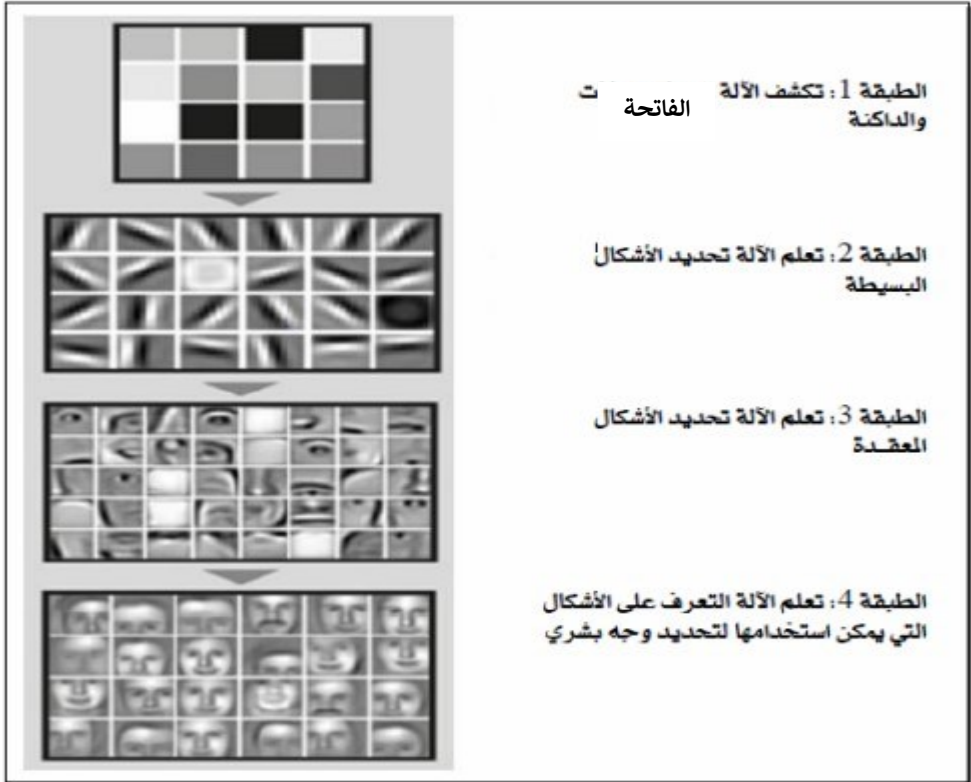 الطبقة 1: تكشف الآلة ت
الفاتحة
والداكنة
الطبقة 2: تعلم الآلة تحديد الأشكال
البسيطة
الطبقة 3: تعلم الآلة تحديد الأشكال
المعقــدة
الطبقة 4: تعلم الآلة التعرف على الأشكال
التي يمكن استخدامها لتحديد وجه بشري